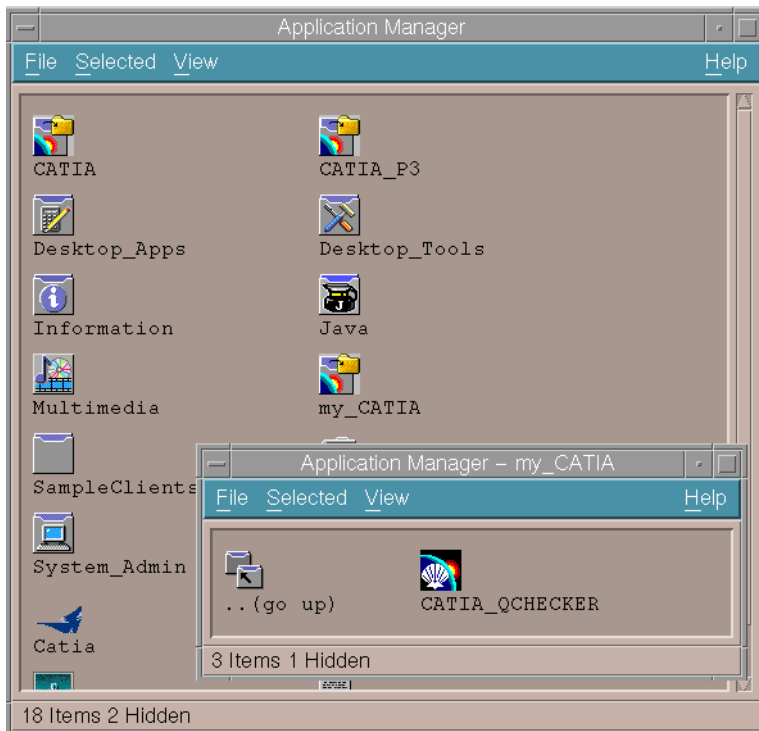 Application Manager
File Selected View Help
CATIA CATIA_P3
Desktop_Apps Desktop_Tools
Information Java
Multimedia my_CATIA
SampleClients
System_Admin
Catia
18 Items 2 Hidden
Application Manager – my_CATIA
File Selected View Help
..(go up) CATIA_QCHECKER
3 Items 1 Hidden